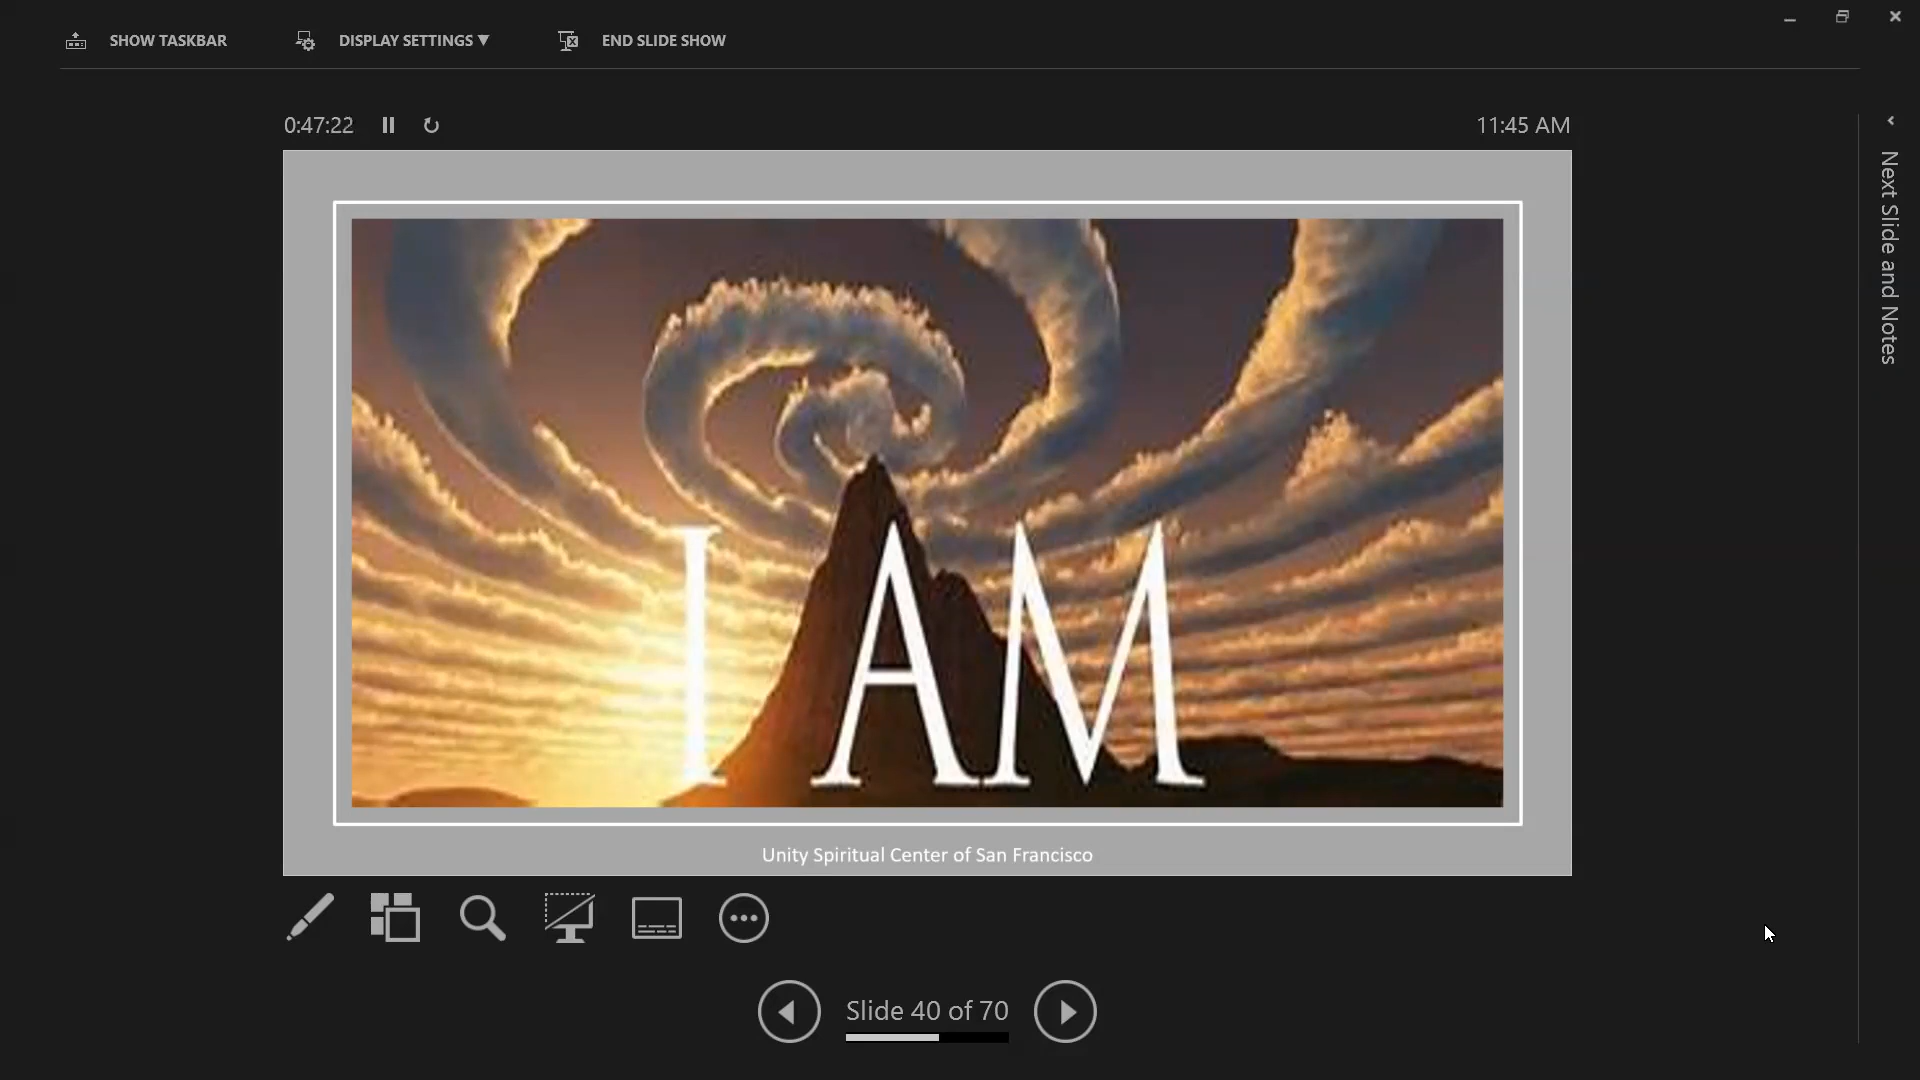 SHOW TASKBAR
DISPLAY SETTINGS ▼
END SLIDE SHOW
0:47:22
11:45 AM
Next Slide and Notes
I AM
Unity Spiritual Center of San Francisco
Slide 40 of 70